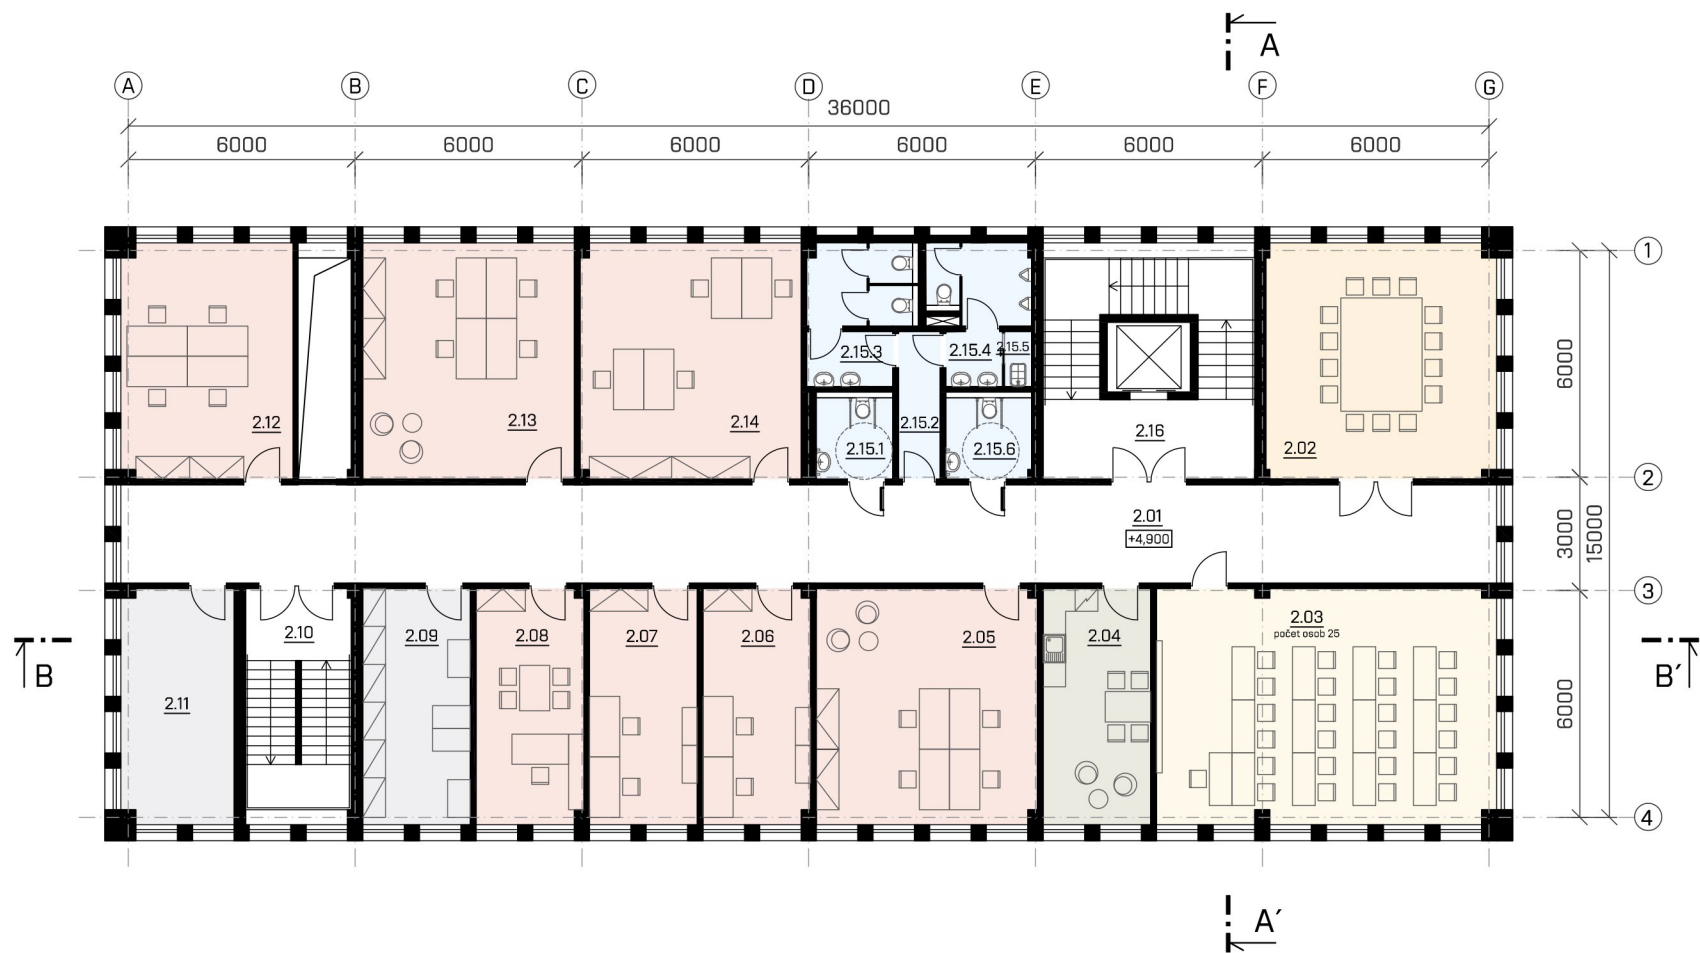 A
A B C D E F G
36000
6000 6000 6000 6000 6000 6000
1
2.15.3 2.15.4 2.15.5
6000
2.12 2.13 2.14 2.15.1 2.15.2 2.15.6 2.16 2.02
2
2.01
+4,900
3000 15000
3
2.10 2.09 2.08 2.07 2.06 2.05 2.04 2.03
počet osob 25
B B´
2.11
6000
4
A´